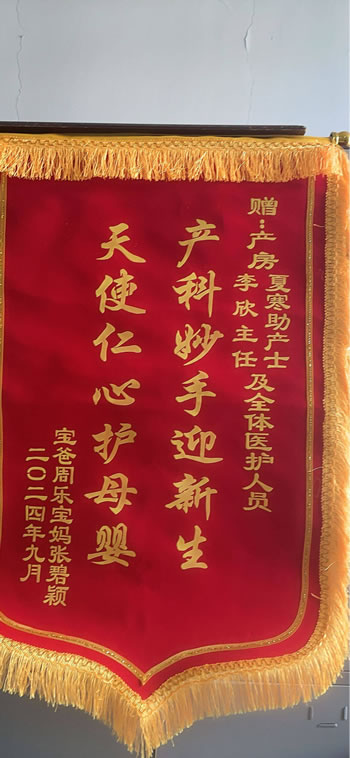 赠:产房 夏寒助产士 李欣主任 及全体医护人员
产科妙手迎新生
天使仁心护母婴
宝爸周乐宝妈张碧颖
二〇二四年九月